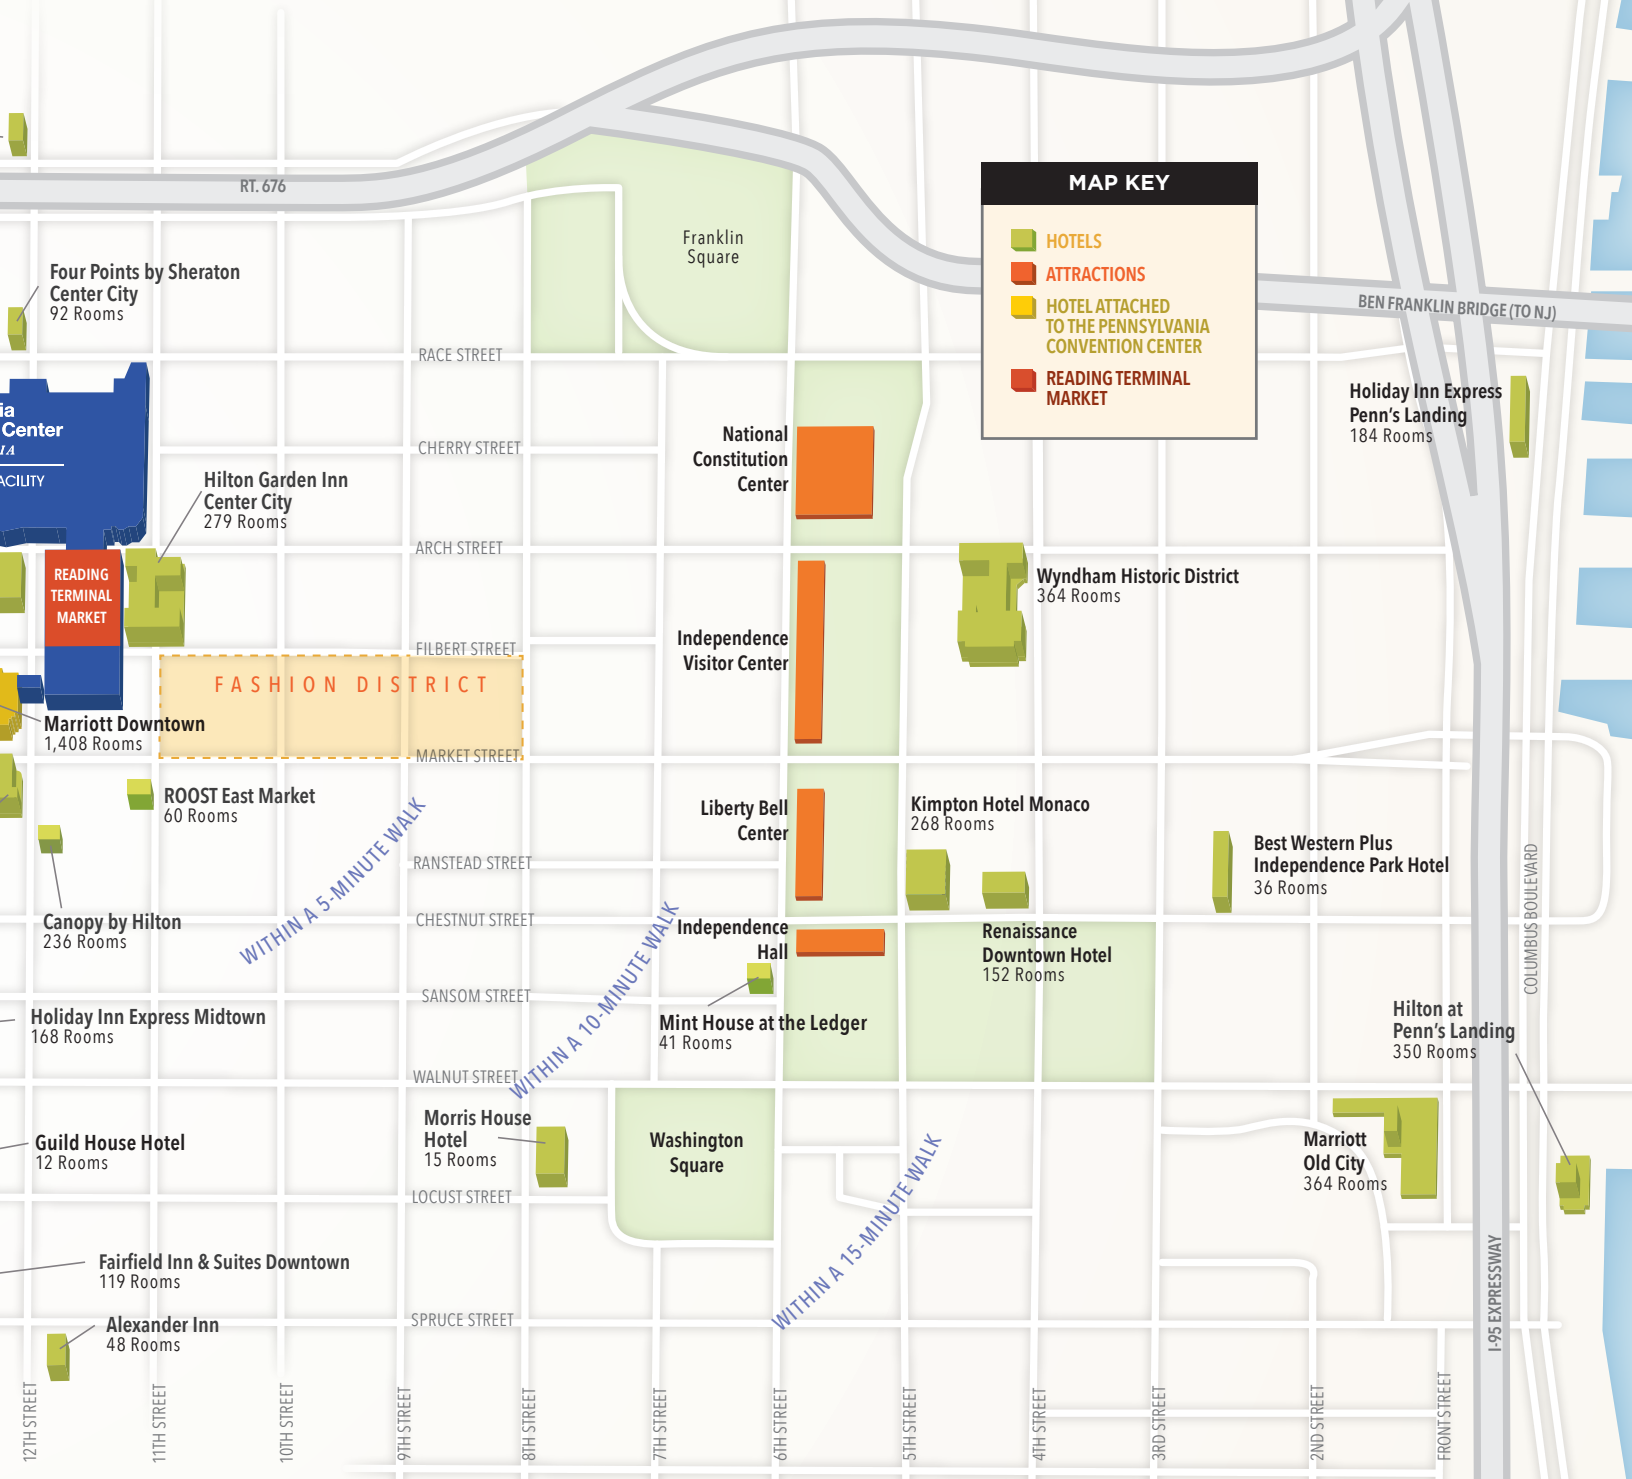 RT. 676
Franklin
Square
MAP KEY
HOTELS
ATTRACTIONS
HOTEL ATTACHED
TO THE PENNSYLVANIA
CONVENTION CENTER
READING TERMINAL
MARKET
BEN FRANKLIN BRIDGE (TO NJ)
Four Points by Sheraton
Center City
92 Rooms
RACE STREET
ia
Center
IA
ACILITY
CHERRY STREET
National
Constitution
Center
Holiday Inn Express
Penn's Landing
184 Rooms
Hilton Garden Inn
Center City
279 Rooms
ARCH STREET
READING
TERMINAL
MARKET
Wyndham Historic District
364 Rooms
FILBERT STREET
Independence
Visitor Center
FASHION DISTRICT
Marriott Downtown
1,408 Rooms
MARKET STREET
ROOST East Market
60 Rooms
Liberty Bell
Center
Kimpton Hotel Monaco
268 Rooms
Best Western Plus
Independence Park Hotel
36 Rooms
WITHIN A 5-MINUTE WALK
RANSTEAD STREET
Canopy by Hilton
236 Rooms
CHESTNUT STREET
Independence
Hall
Renaissance
Downtown Hotel
152 Rooms
COLUMBUS BOULEVARD
WITHIN A 10-MINUTE WALK
SANSOM STREET
Holiday Inn Express Midtown
168 Rooms
Mint House at the Ledger
41 Rooms
Hilton at
Penn's Landing
350 Rooms
WALNUT STREET
Morris House
Hotel
15 Rooms
Washington
Square
Guild House Hotel
12 Rooms
Marriott
Old City
364 Rooms
LOCUST STREET
WITHIN A 15-MINUTE WALK
Fairfield Inn & Suites Downtown
119 Rooms
Alexander Inn
48 Rooms
SPRUCE STREET
I-95 EXPRESSWAY
12TH STREET
11TH STREET
10TH STREET
9TH STREET
8TH STREET
7TH STREET
6TH STREET
5TH STREET
4TH STREET
3RD STREET
2ND STREET
FRONT STREET